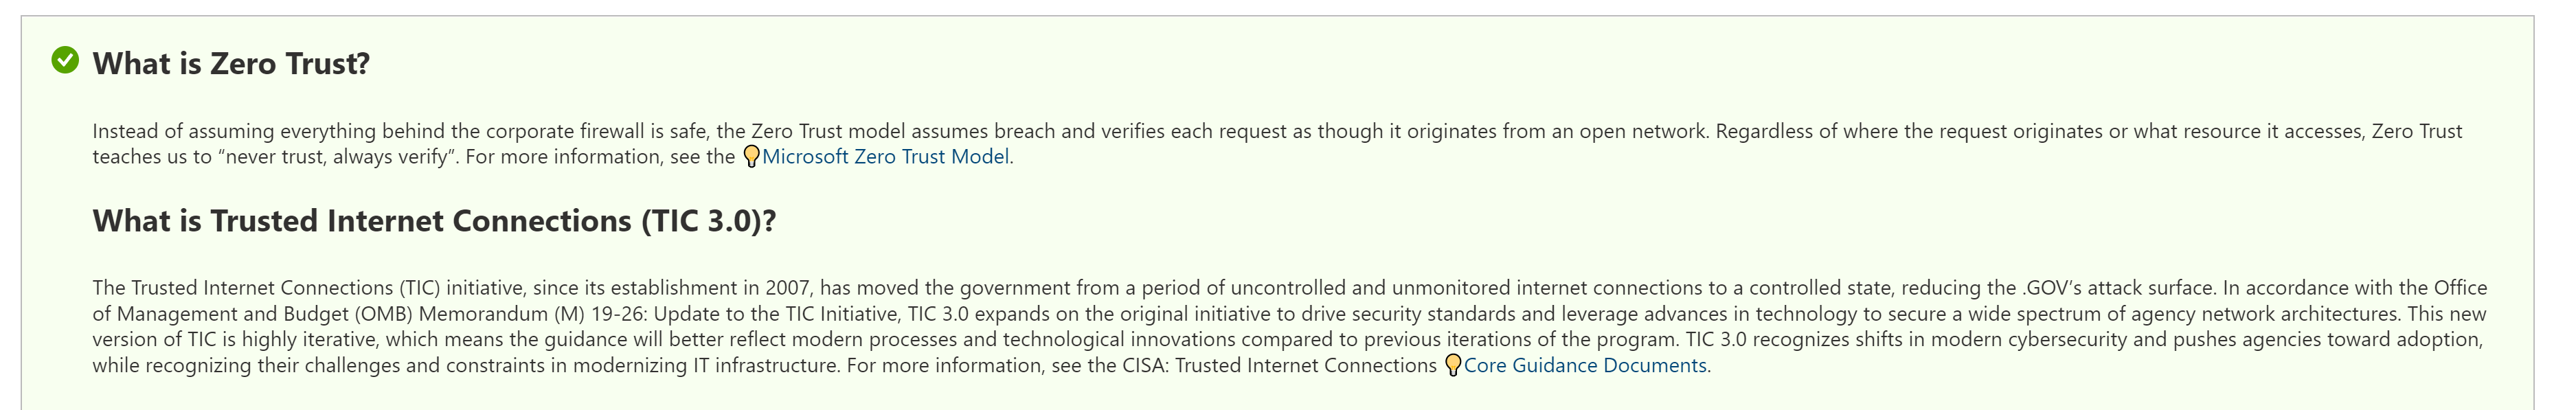 What is Zero Trust?
Instead of assuming everything behind the corporate firewall is safe, the Zero Trust model assumes breach and verifies each request as though it originates from an open network. Regardless of where the request originates or what resource it accesses, Zero Trust
teaches us to “never trust, always verify”. For more information, see the Microsoft Zero Trust Model.
What is Trusted Internet Connections (TIC 3.0)?
The Trusted Internet Connections (TIC) initiative, since its establishment in 2007, has moved the government from a period of uncontrolled and unmonitored internet connections to a controlled state, reducing the .GOV’s attack surface. In accordance with the Office
of Management and Budget (OMB) Memorandum (M) 19-26: Update to the TIC Initiative, TIC 3.0 expands on the original initiative to drive security standards and leverage advances in technology to secure a wide spectrum of agency network architectures. This new
version of TIC is highly iterative, which means the guidance will better reflect modern processes and technological innovations compared to previous iterations of the program. TIC 3.0 recognizes shifts in modern cybersecurity and pushes agencies toward adoption,
while recognizing their challenges and constraints in modernizing IT infrastructure. For more information, see the CISA: Trusted Internet Connections Core Guidance Documents.